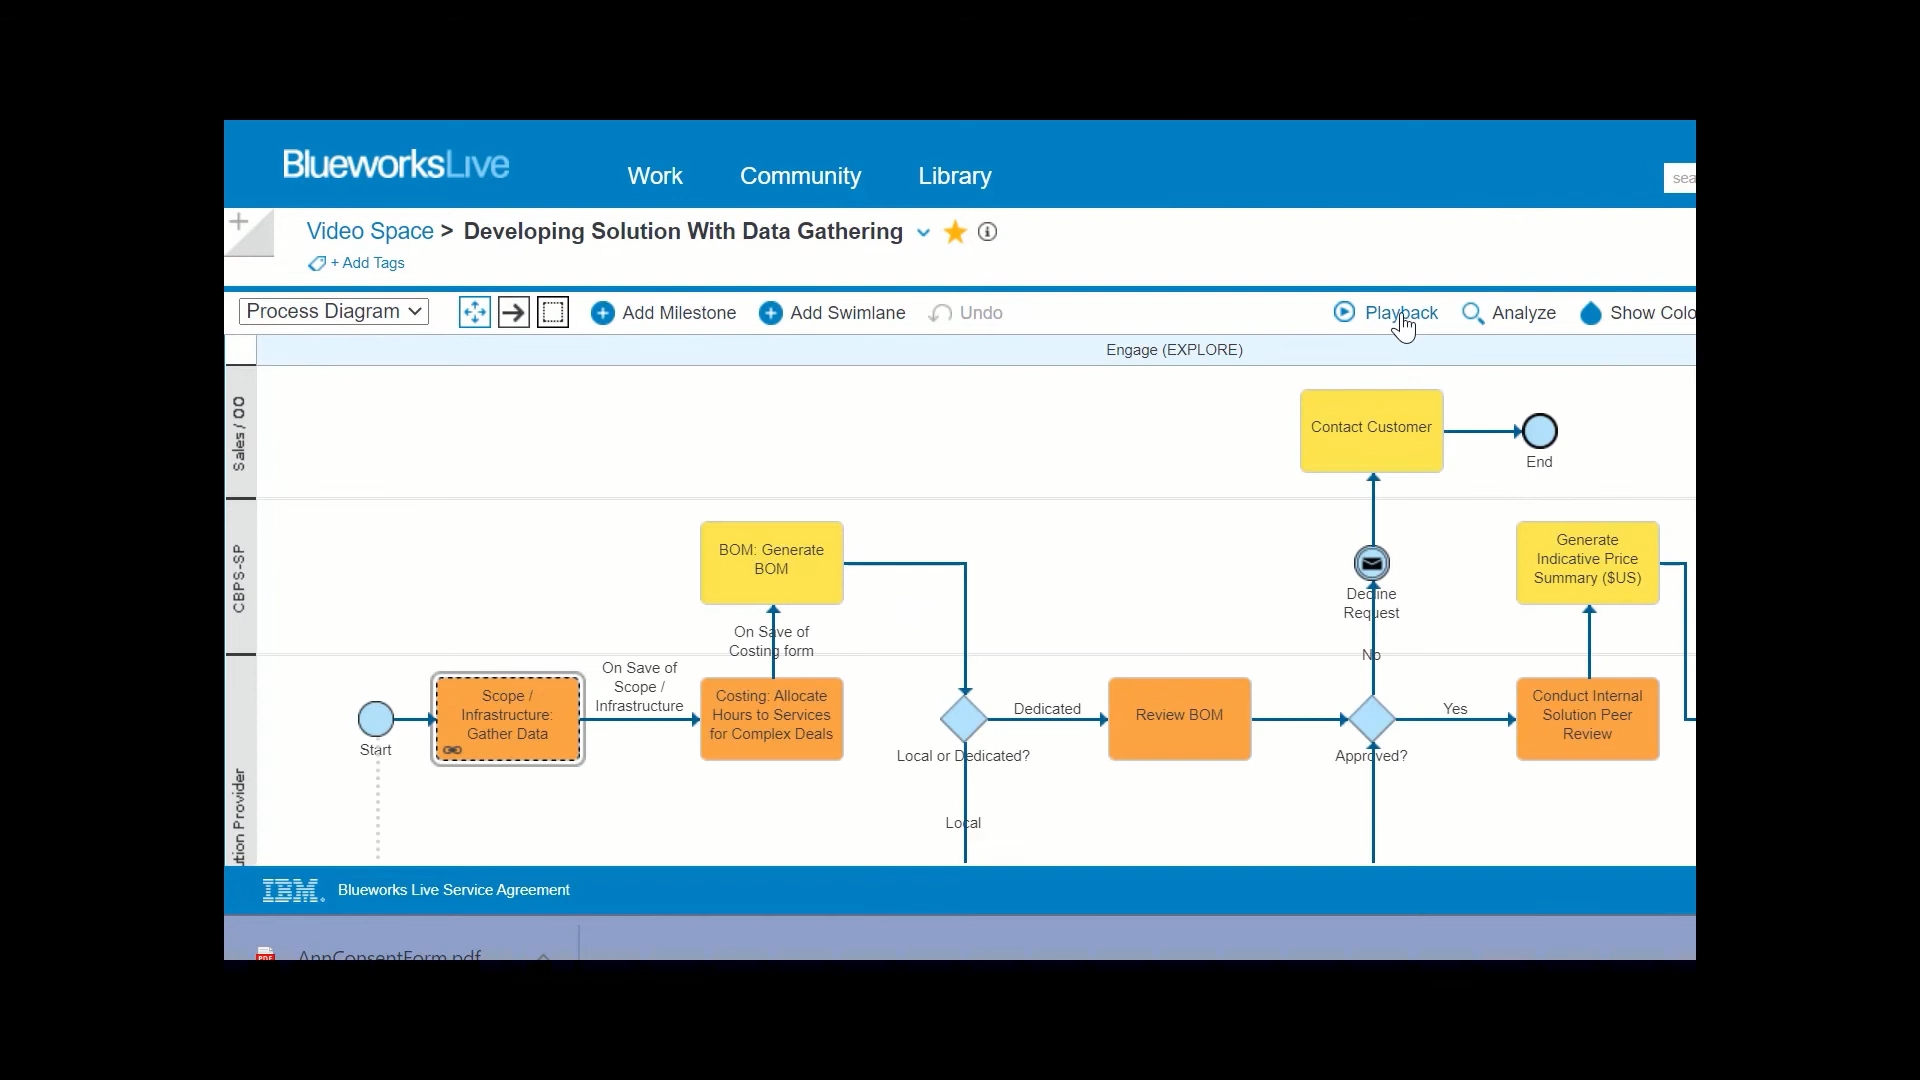 BlueworksLive
Work
Community
Library
sea
Video Space > Developing Solution With Data Gathering
+ Add Tags
Process Diagram
Add Milestone
Add Swimlane
Undo
Playback
Analyze
Show Colo
Engage (EXPLORE)
Sales / OO
Contact Customer
End
CBPS-SP
BOM: Generate
BOM
Decline
Request
Generate
Indicative Price
Summary ($US)
On Save of
Costing form
No
ution Provider
Start
Scope /
Infrastructure:
Gather Data
On Save of
Scope /
Infrastructure
Costing: Allocate
Hours to Services
for Complex Deals
Dedicated
Local or Dedicated?
Local
Review BOM
Approved?
Yes
Conduct Internal
Solution Peer
Review
IBM.
Blueworks Live Service Agreement
PDF
AppConsentForm.pdf